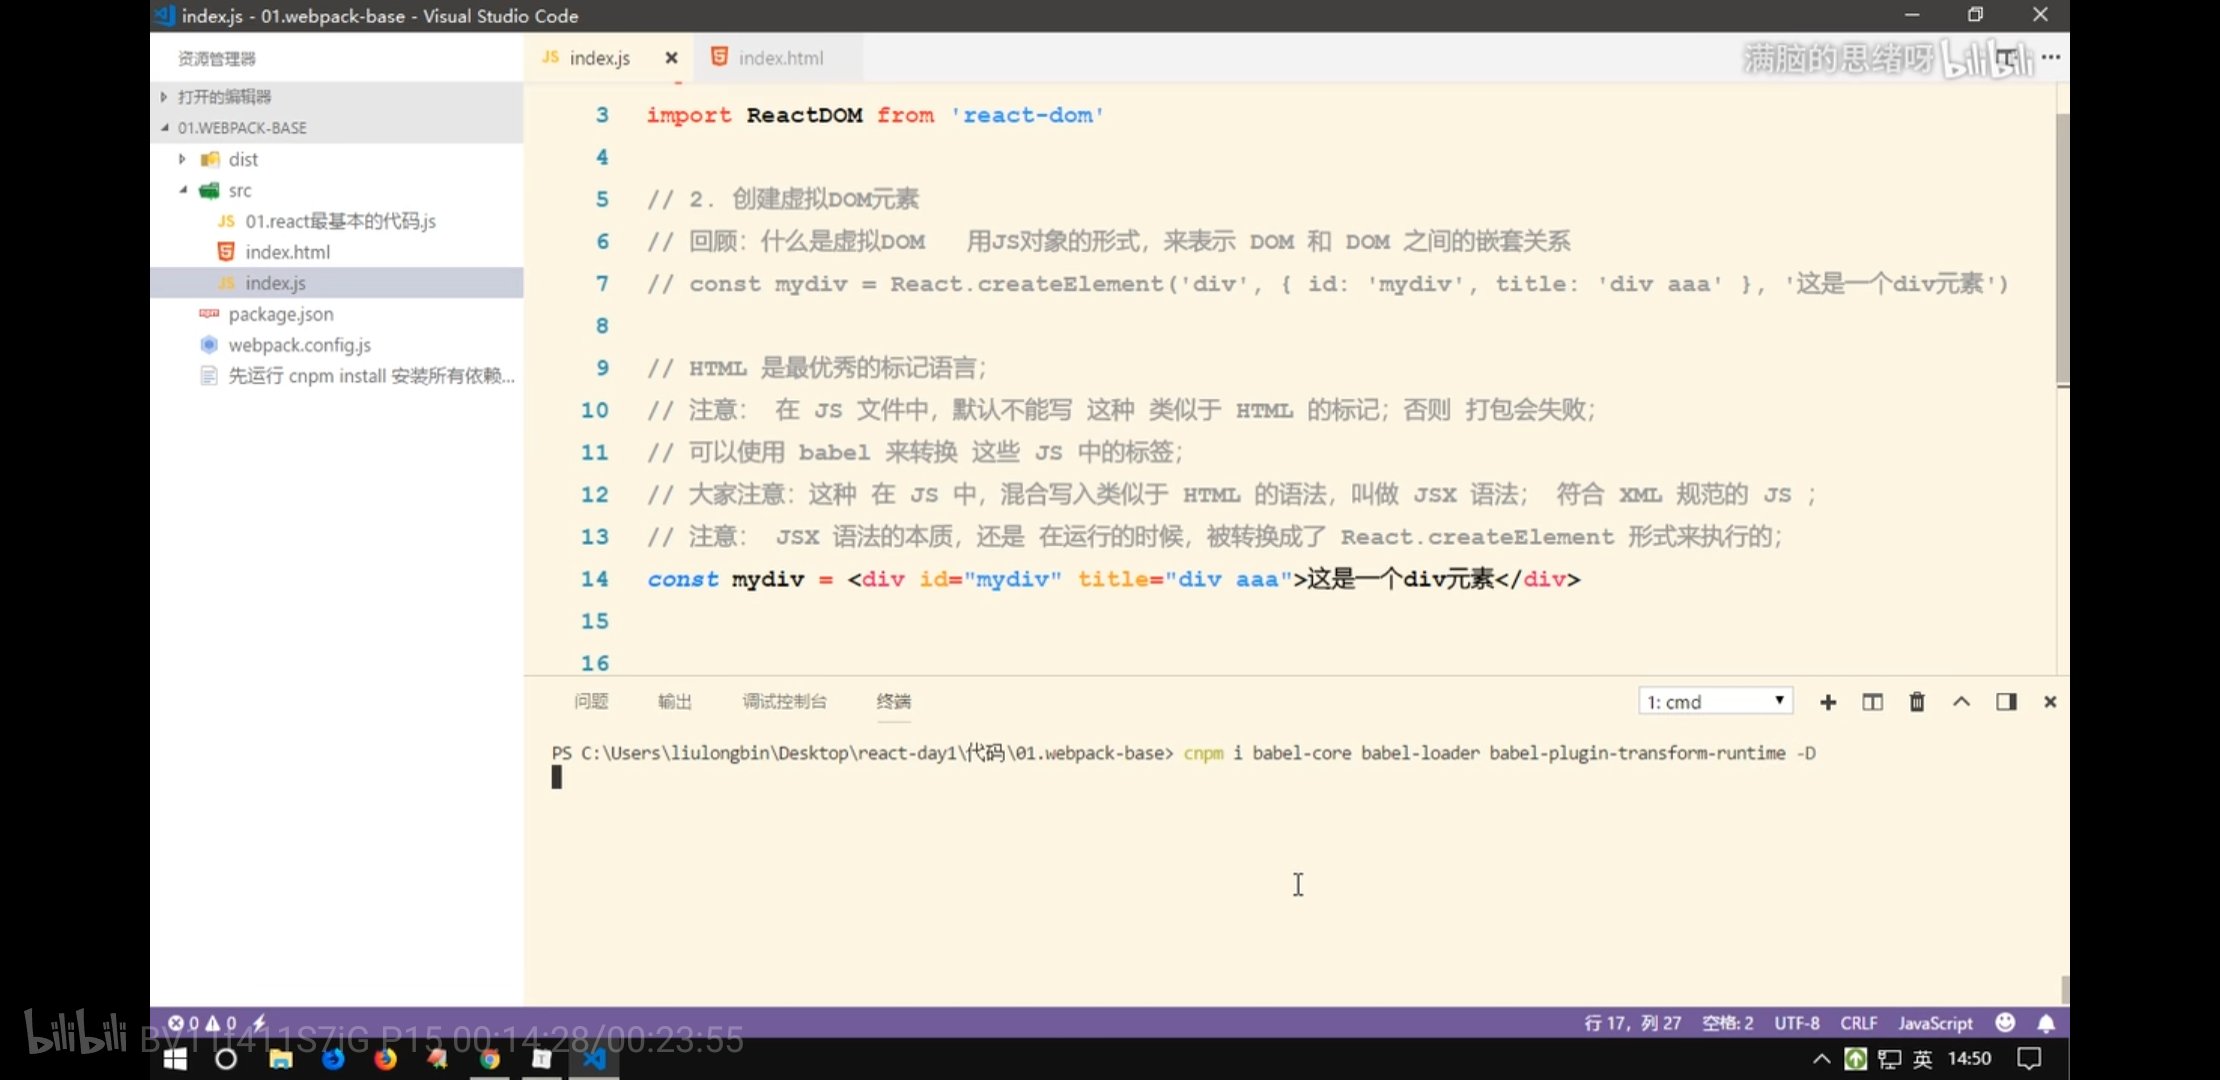 index.js - 01.webpack-base - Visual Studio Code
资源管理器
打开的编辑器
01.WEBPACK-BASE
dist
src
JS 01.react最基本的代码.js
index.html
JS index.js
package.json
webpack.config.js
先运行 cnpm install 安装所有依赖...
JS index.js
index.html
满脑的思绪呀 bilibili
3 import ReactDOM from 'react-dom'
4
5 // 2. 创建虚拟DOM元素
6 // 回顾：什么是虚拟DOM 用JS对象的形式，来表示 DOM 和 DOM 之间的嵌套关系
7 // const mydiv = React.createElement('div', { id: 'mydiv', title: 'div aaa' }, '这是一个div元素')
8
9 // HTML 是最优秀的标记语言；
10 // 注意： 在 JS 文件中，默认不能写 这种 类似于 HTML 的标记；否则 打包会失败；
11 // 可以使用 babel 来转换 这些 JS 中的标签；
12 // 大家注意：这种 在 JS 中，混合写入类似于 HTML 的语法，叫做 JSX 语法； 符合 XML 规范的 JS ；
13 // 注意： JSX 语法的本质，还是 在运行的时候，被转换成了 React.createElement 形式来执行的；
14 const mydiv = <div id="mydiv" title="div aaa">这是一个div元素</div>
15
16
问题 输出 调试控制台 终端
1: cmd
PS C:\Users\liulongbin\Desktop\react-day1\代码\01.webpack-base> cnpm i babel-core babel-loader babel-plugin-transform-runtime -D
0 0
行 17，列 27 空格: 2 UTF-8 CRLF JavaScript
bilibili P15 00:14:28/00:23:55
英 14:50